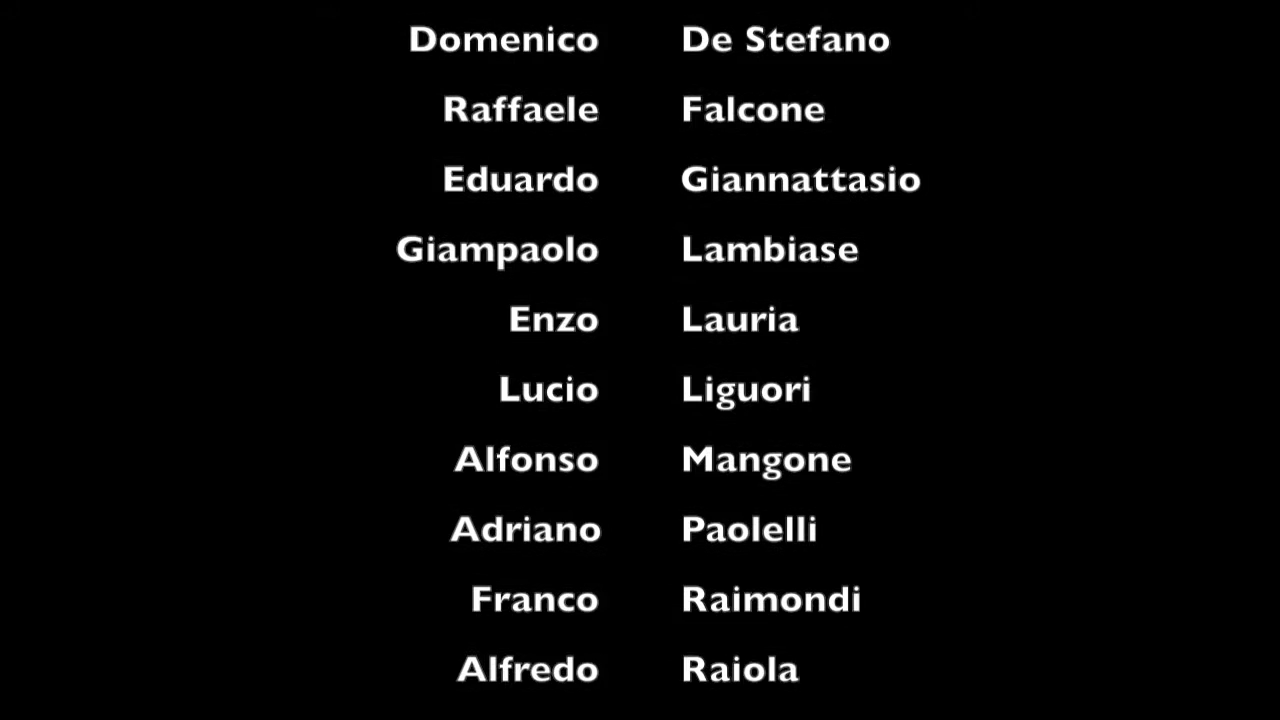 Domenico De Stefano
Raffaele Falcone
Eduardo Giannattasio
Giampaolo Lambiase
Enzo Lauria
Lucio Liguori
Alfonso Mangone
Adriano Paolelli
Franco Raimondi
Alfredo Raiola